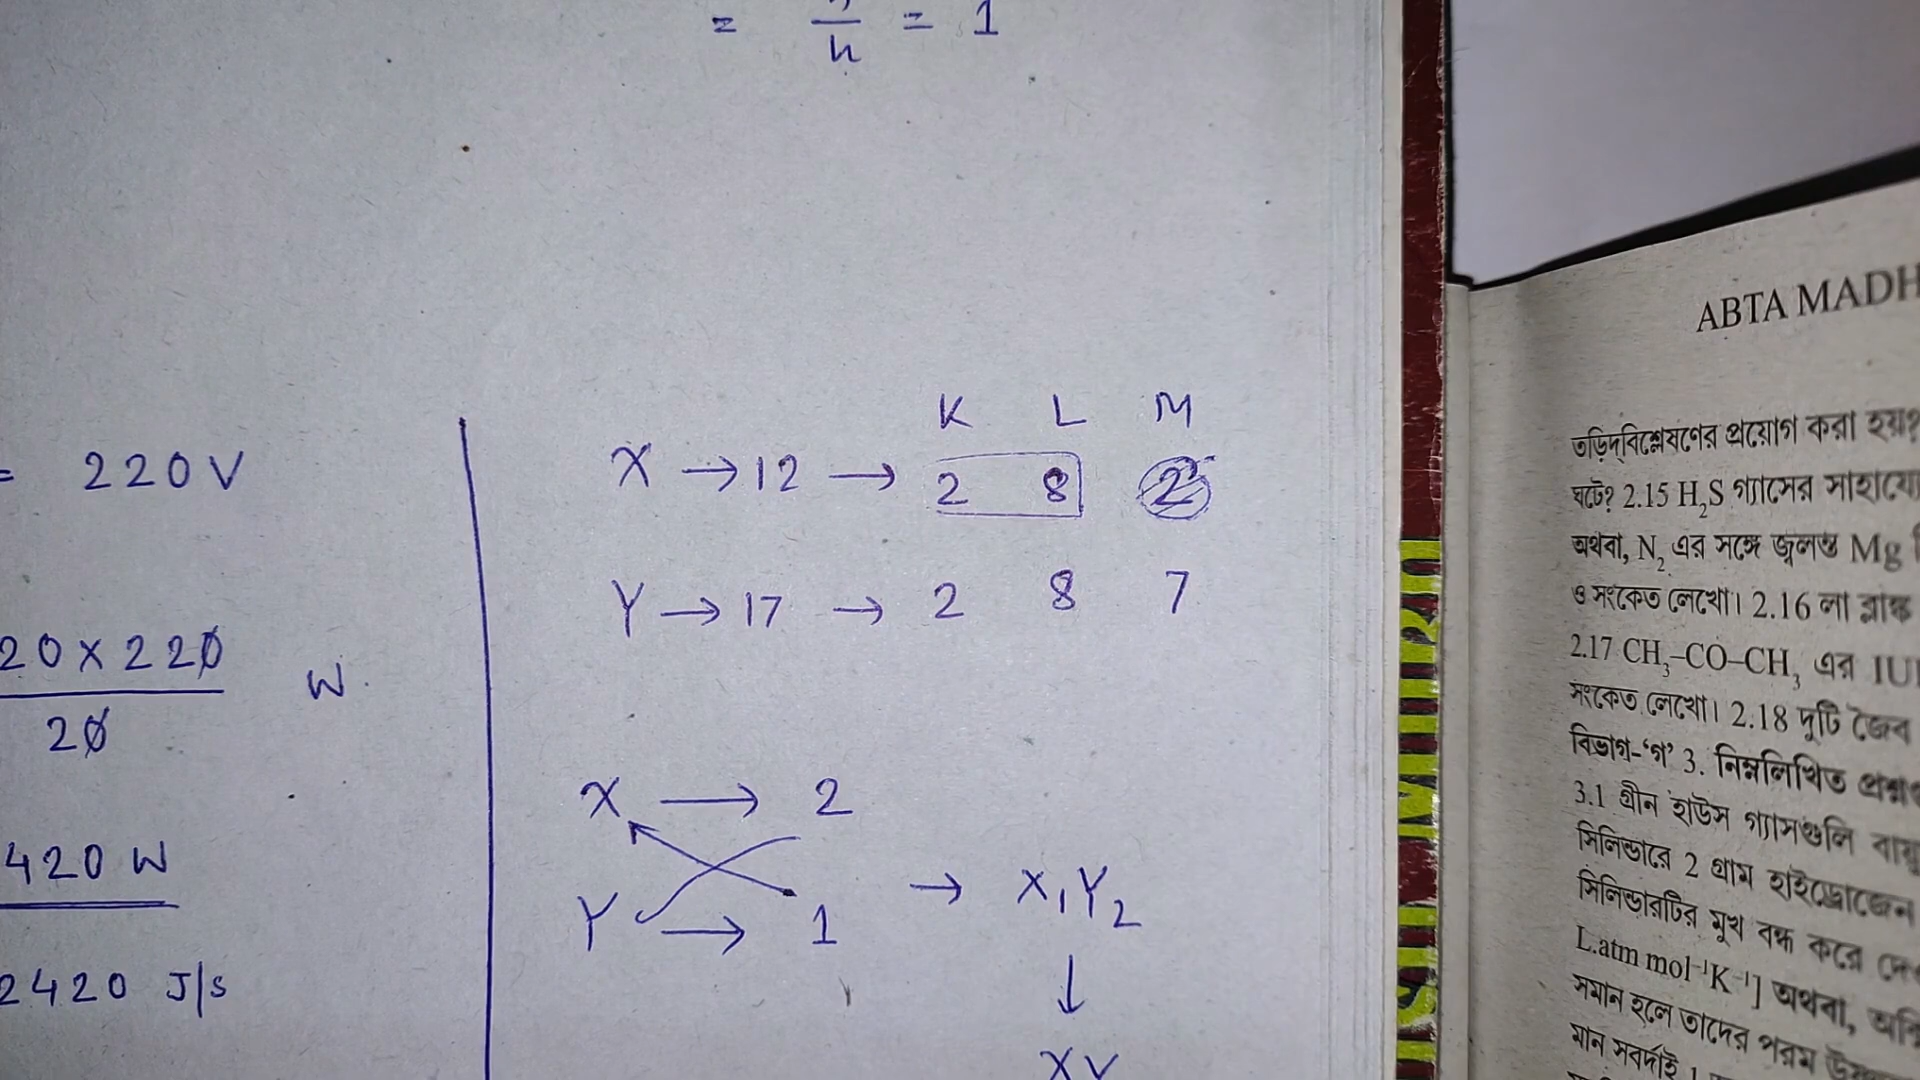 = n = 1
= 220V
20 × 220
20
W
420 W
2420 J/s
K L M
X → 12 → 2 8 2
Y → 17 → 2 8 7
X → 2
Y → 1
→ X₁Y₂
↓
ABTA MADH
তড়িদ্‌বিশ্লেষণের প্রয়োগ করা হয়?
ঘটে? 2.15 H₂S গ্যাসের সাহায্যে
অথবা, N₂ এর সঙ্গে জ্বলন্ত Mg
ও সংকেত লেখো। 2.16 লা ব্লাঙ্ক
2.17 CH₃–CO–CH₃ এর IU
সংকেত লেখো। 2.18 দুটি জৈব
বিভাগ-‘গ’ 3. নিম্নলিখিত প্রশ্ন
3.1 গ্রীন হাউস গ্যাসগুলি বায়ু
সিলিন্ডারে 2 গ্রাম হাইড্রোজেন
সিলিন্ডারটির মুখ বন্ধ করে
L.atm mol⁻¹K⁻¹] অথবা,
সমান হলে তাদের পরম
মান সবর্দাই 1